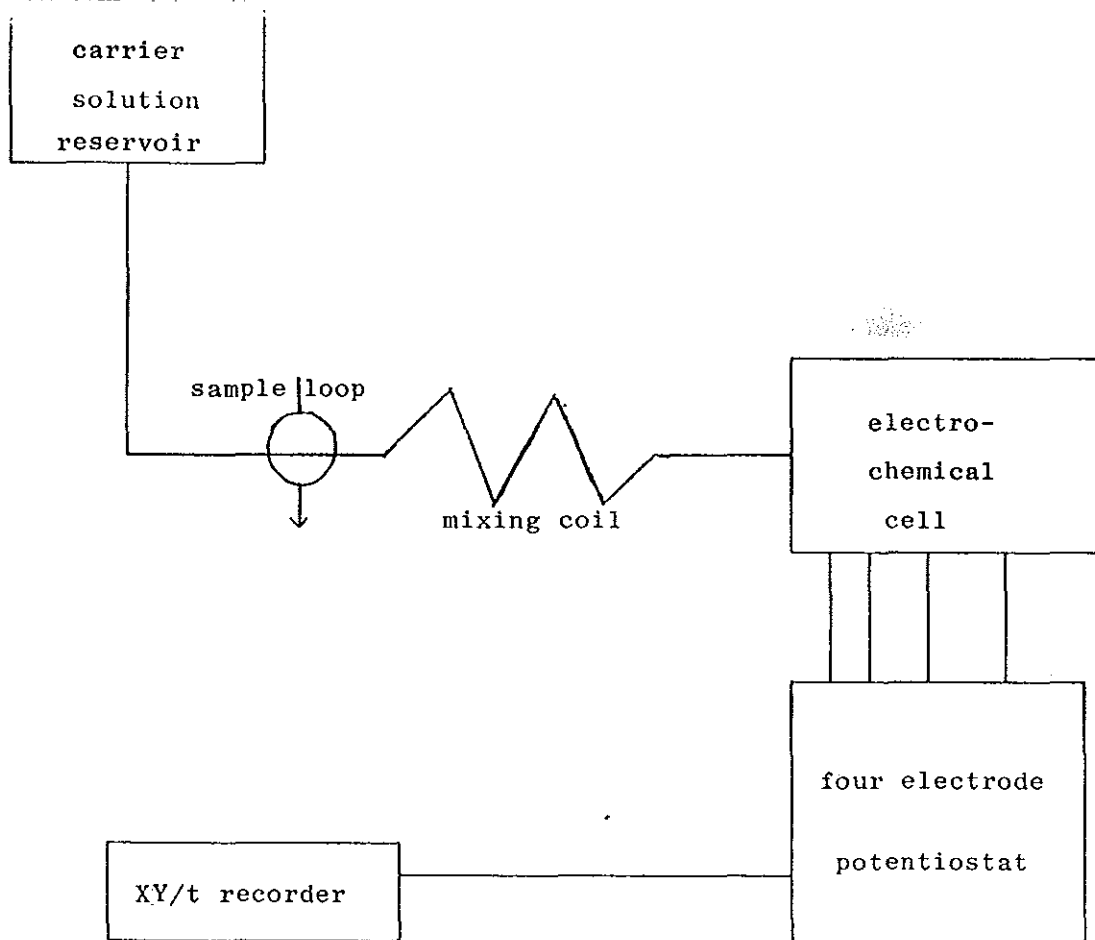 carrier
solution
reservoir
sample loop
mixing coil
electro-
chemical
cell
four electrode
potentiostat
XY/t recorder